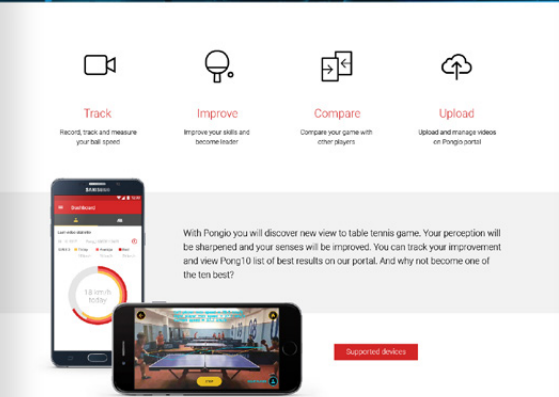 Track
Improve
Compare
Upload
Record, track and measure
your ball speed
Improve your skills and
become leader
Compare your game with
other players
Upload and manage videos
on Pongio portal
SAMSUNG
Dashboard
18 km/h
today
With Pongio you will discover new view to table tennis game. Your perception will
be sharpened and your senses will be improved. You can track your improvement
and view Pong10 list of best results on our portal. And why not become one of
the ten best?
Supported devices